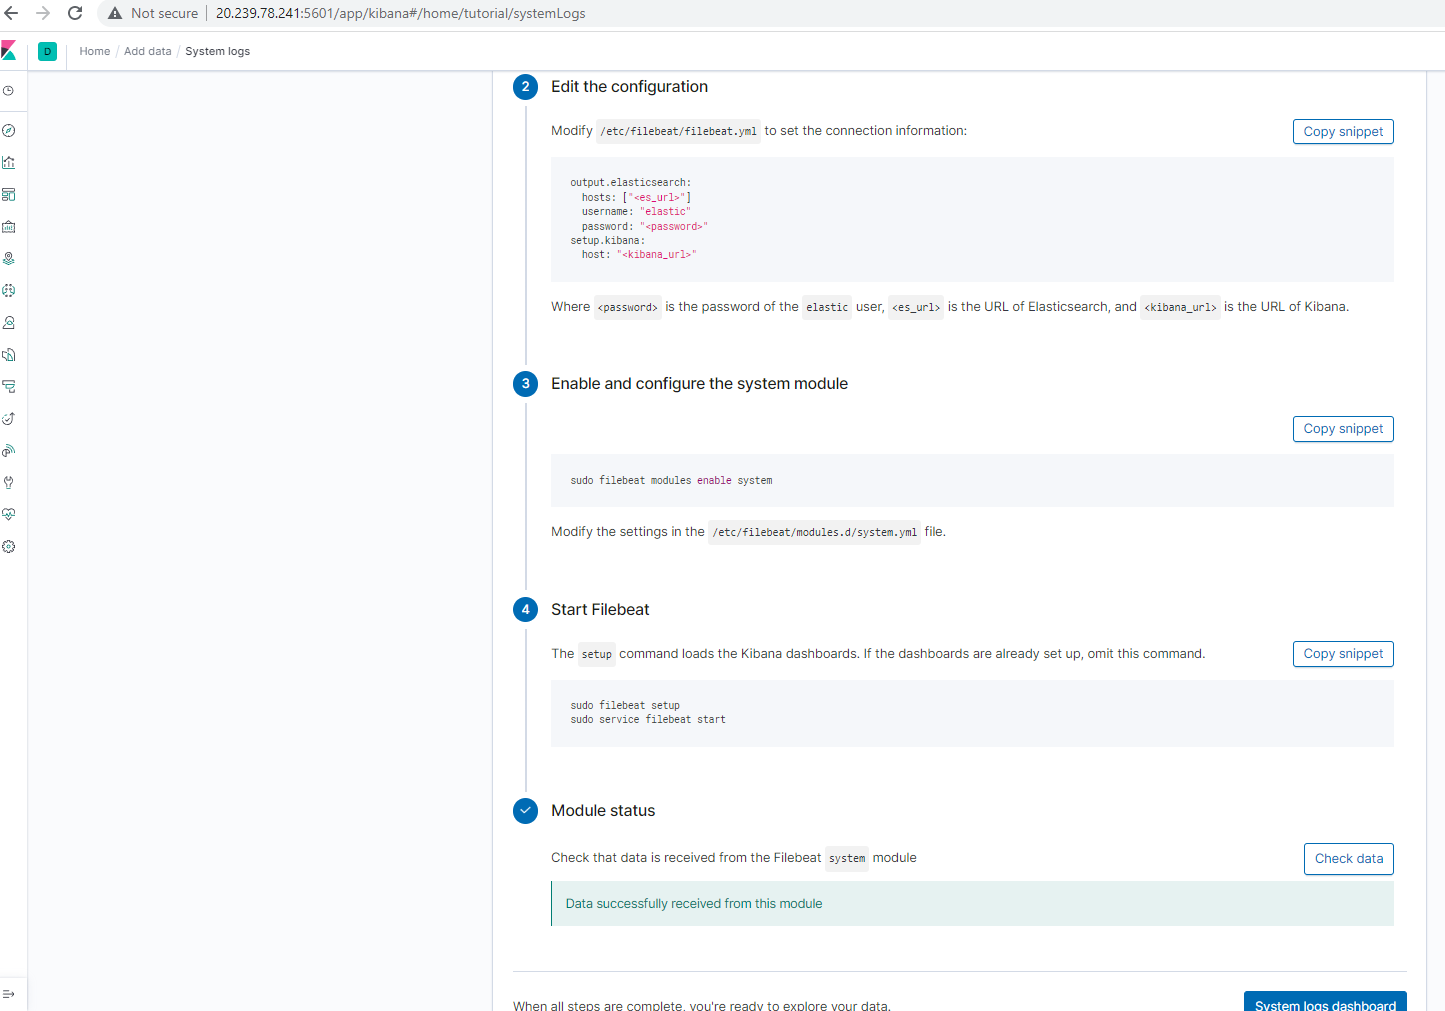 Not secure
20.239.78.241:5601/app/kibana#/home/tutorial/systemLogs
D
Home / Add data / System logs
2
Edit the configuration
Modify /etc/filebeat/filebeat.yml to set the connection information:
Copy snippet
output.elasticsearch:
  hosts: ["<es_url>"]
  username: "elastic"
  password: "<password>"
setup.kibana:
  host: "<kibana_url>"
Where <password> is the password of the elastic user, <es_url> is the URL of Elasticsearch, and <kibana_url> is the URL of Kibana.
3
Enable and configure the system module
Copy snippet
sudo filebeat modules enable system
Modify the settings in the /etc/filebeat/modules.d/system.yml file.
4
Start Filebeat
The setup command loads the Kibana dashboards. If the dashboards are already set up, omit this command.
Copy snippet
sudo filebeat setup
sudo service filebeat start
Module status
Check that data is received from the Filebeat system module
Check data
Data successfully received from this module
When all steps are complete, you're ready to explore your data.
System logs dashboard